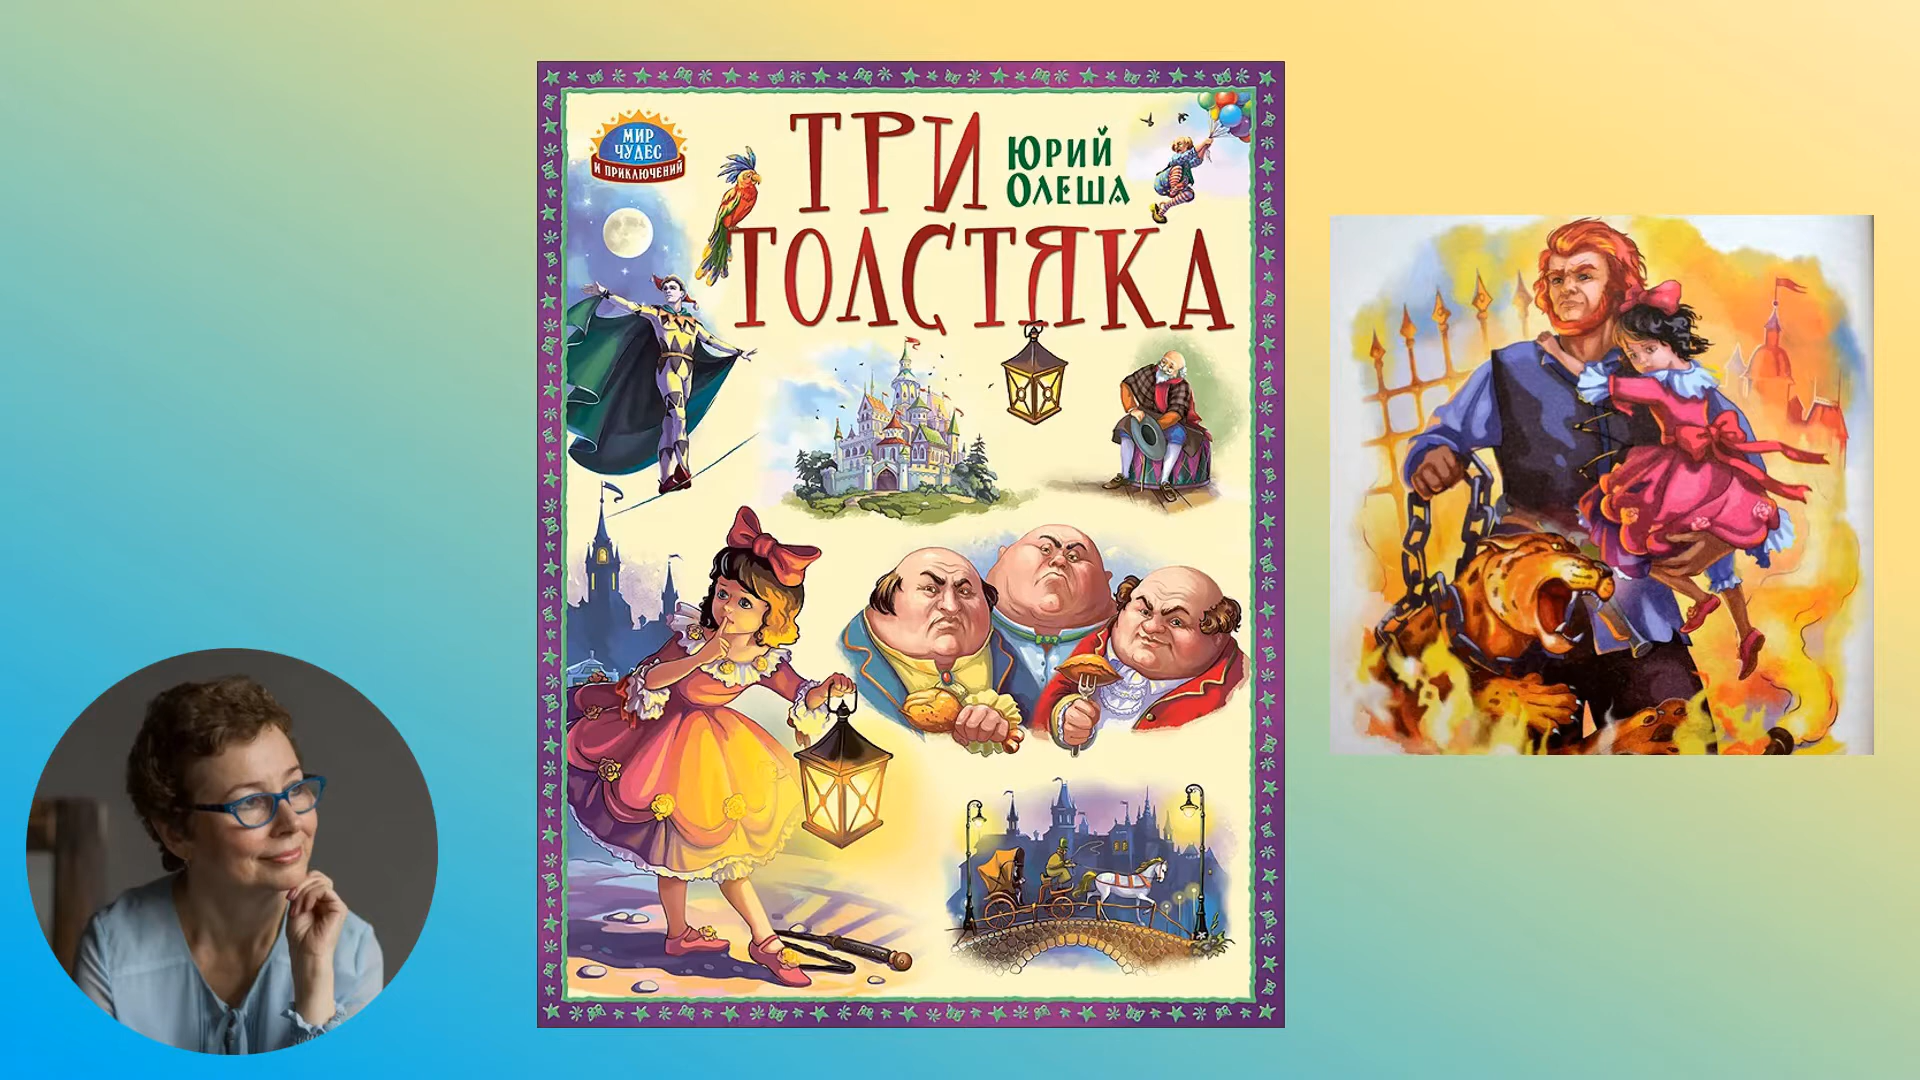 МИР
ЧУДЕС
И ПРИКЛЮЧЕНИЙ
ТРИ
ЮРИЙ
ОЛЕША
ТОЛСТЯКА